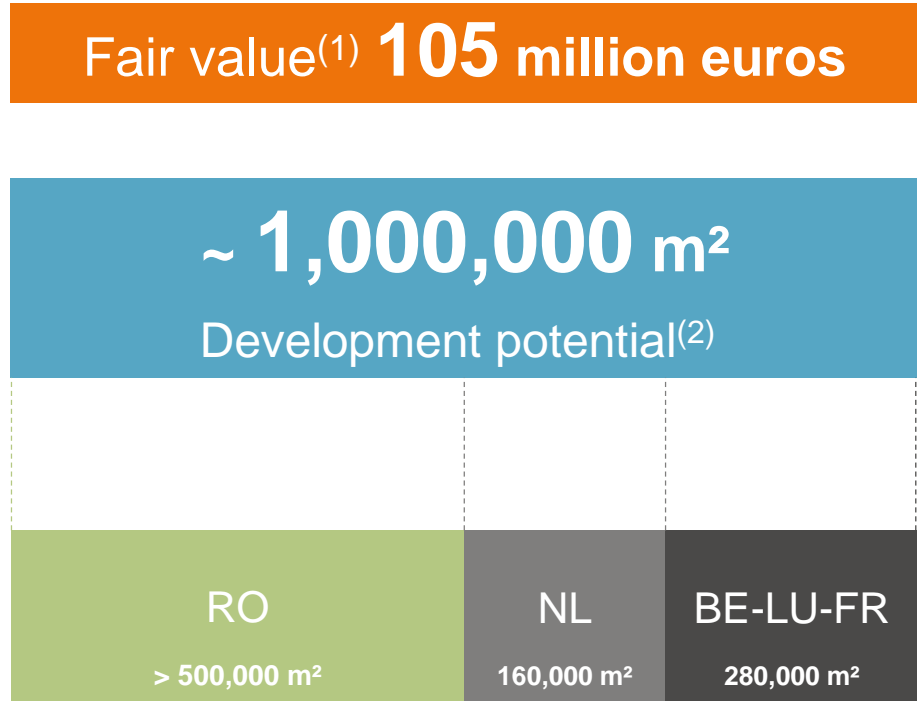 Fair value(1) 105 million euros
~ 1,000,000 m²
Development potential(2)
RO
NL
BE-LU-FR
> 500,000 m²
160,000 m²
280,000 m²